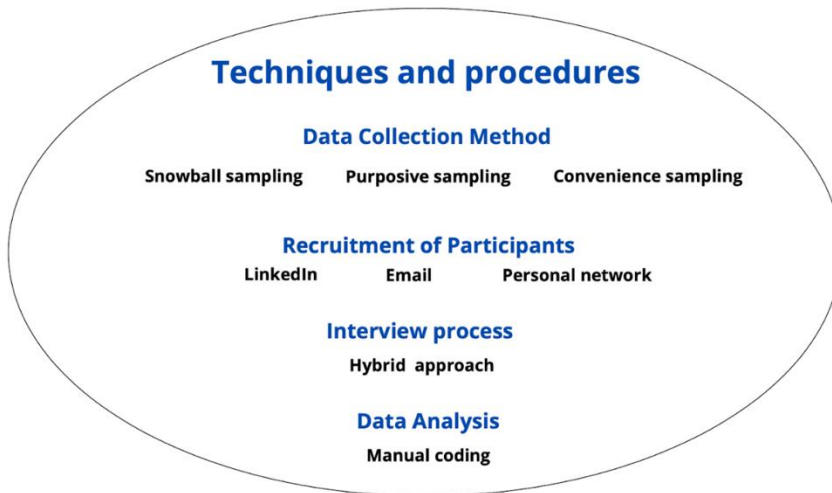 Techniques and procedures
Data Collection Method
Snowball sampling Purposive sampling Convenience sampling
Recruitment of Participants
LinkedIn Email Personal network
Interview process
Hybrid approach
Data Analysis
Manual coding